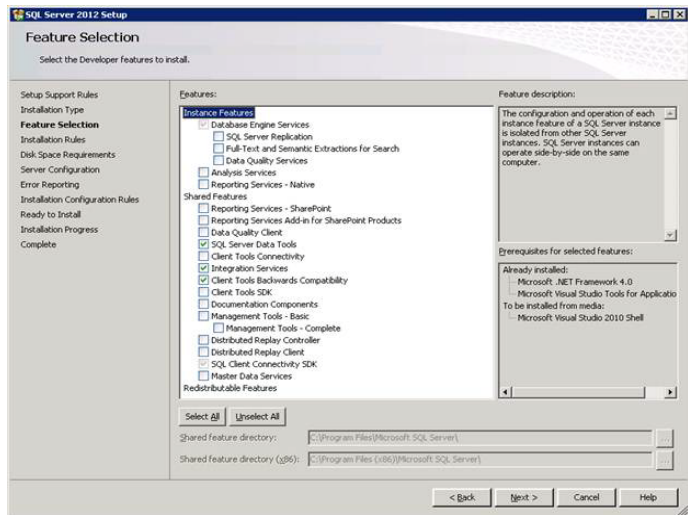 SQL Server 2012 Setup
Feature Selection
Select the Developer features to install.
Setup Support Rules
Installation Type
Feature Selection
Installation Rules
Disk Space Requirements
Server Configuration
Error Reporting
Installation Configuration Rules
Ready to Install
Installation Progress
Complete
Features:
Instance Features
Database Engine Services
SQL Server Replication
Full-Text and Semantic Extractions for Search
Data Quality Services
Analysis Services
Reporting Services - Native
Shared Features
Reporting Services - SharePoint
Reporting Services Add-in for SharePoint Products
Data Quality Client
SQL Server Data Tools
Client Tools Connectivity
Integration Services
Client Tools Backwards Compatibility
Client Tools SDK
Documentation Components
Management Tools - Basic
Management Tools - Complete
Distributed Replay Controller
Distributed Replay Client
SQL Client Connectivity SDK
Master Data Services
Redistributable Features
Feature description:
The configuration and operation of each
instance feature of a SQL Server instance
is isolated from other SQL Server
instances. SQL Server instances can
operate side-by-side on the same
computer.
Prerequisites for selected features:
Already installed:
Microsoft .NET Framework 4.0
Microsoft Visual Studio Tools for Applicatio
To be installed from media:
Microsoft Visual Studio 2010 Shell
Select All
Unselect All
Shared feature directory:
C:\Program Files\Microsoft SQL Server\
...
Shared feature directory (x86):
C:\Program Files (x86)\Microsoft SQL Server\
...
< Back
Next >
Cancel
Help